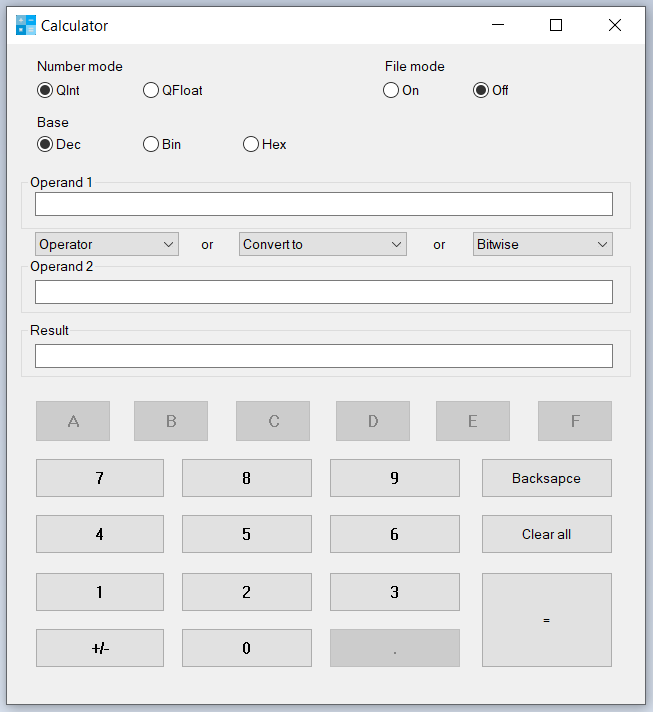 Calculator
Number mode File mode
QInt QFloat On Off
Base
Dec Bin Hex
Operand 1
Operator or Convert to or Bitwise
Operand 2
Result
A B C D E F
7 8 9 Backsapce
4 5 6 Clear all
1 2 3
=
+/- 0 .